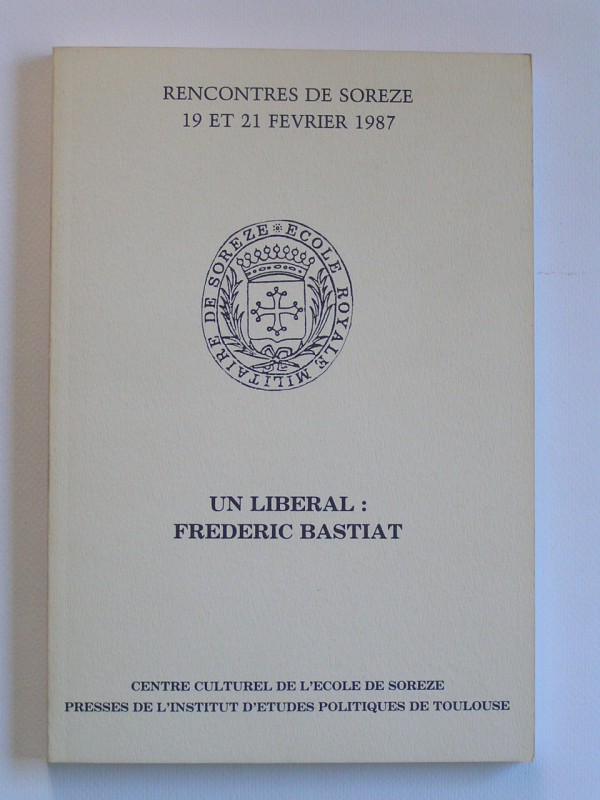 RENCONTRES DE SOREZE
19 ET 21 FEVRIER 1987
ECOLE ROYALE MILITAIRE DE SOREZE
UN LIBERAL :
FREDERIC BASTIAT
CENTRE CULTUREL DE L'ECOLE DE SOREZE
PRESSES DE L'INSTITUT D'ETUDES POLITIQUES DE TOULOUSE